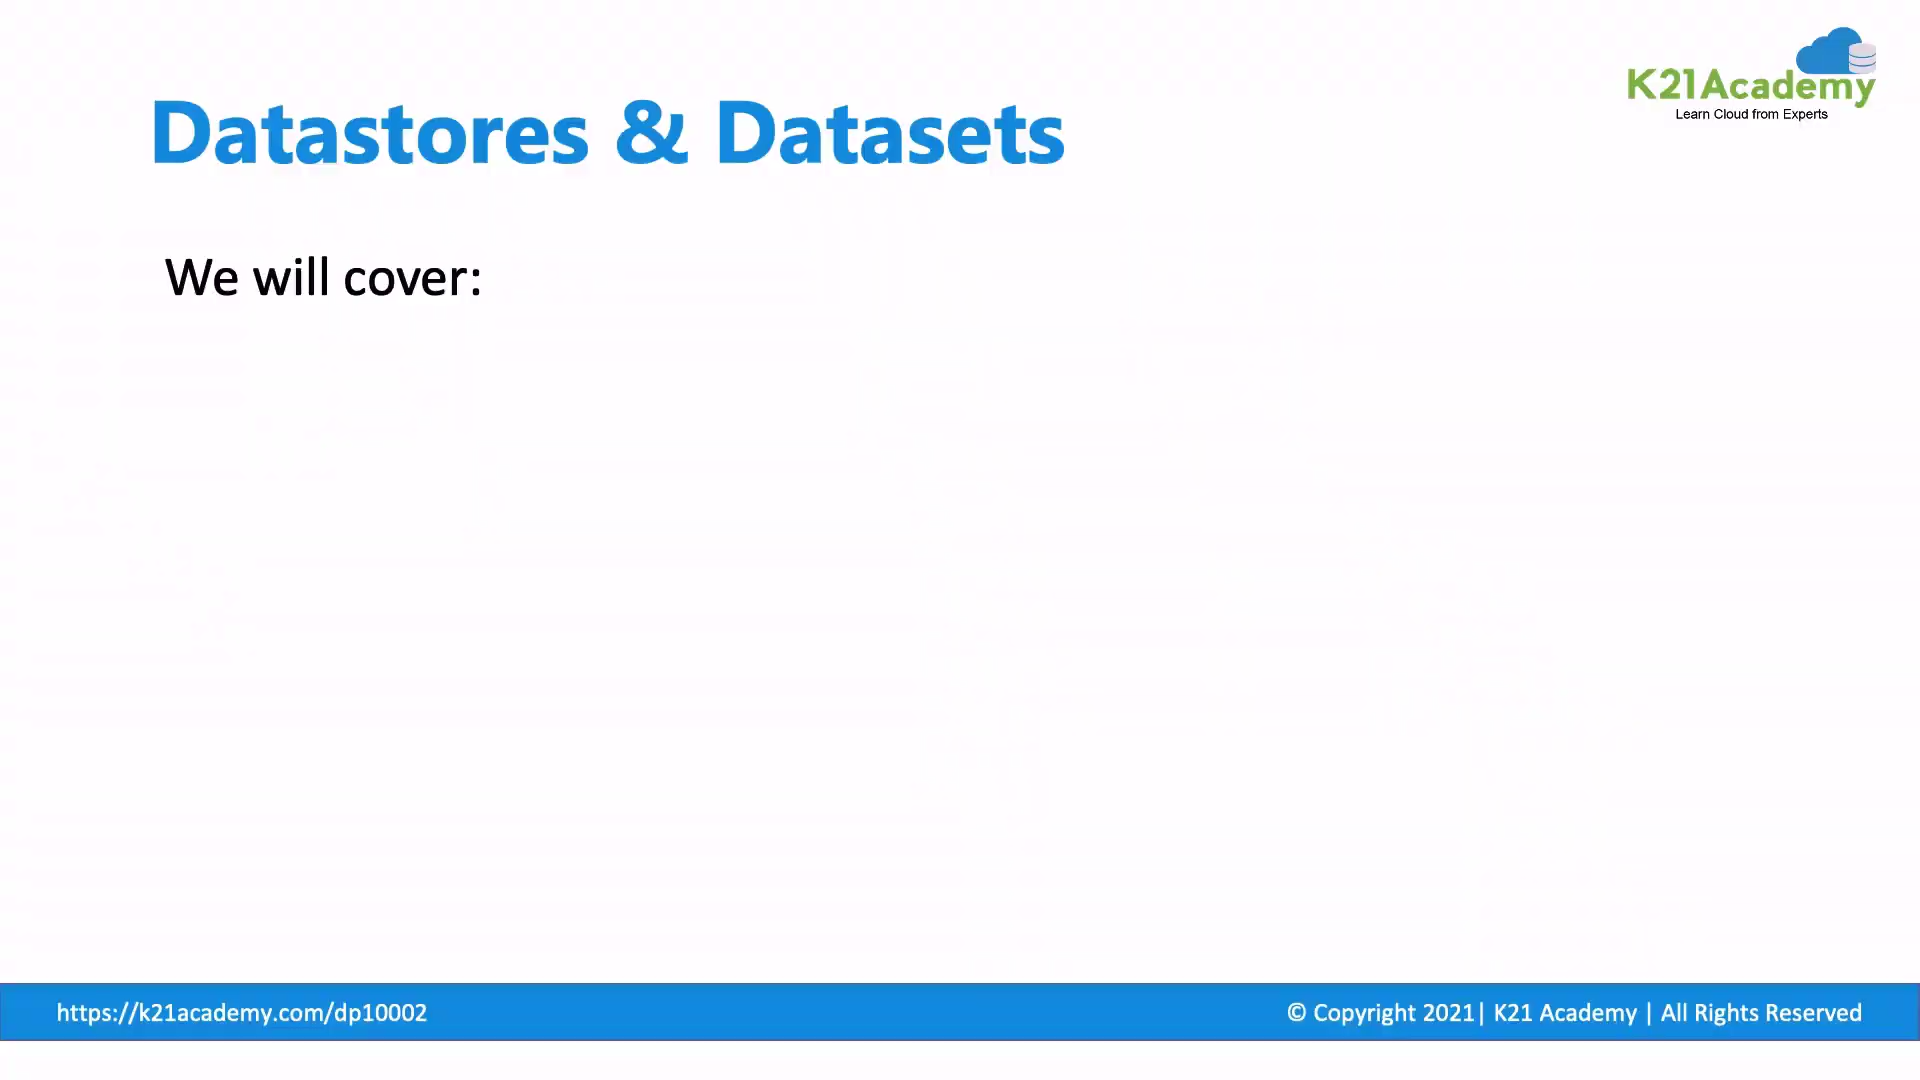 K21Academy
Learn Cloud from Experts
Datastores & Datasets
We will cover:
https://k21academy.com/dp10002
© Copyright 2021| K21 Academy | All Rights Reserved